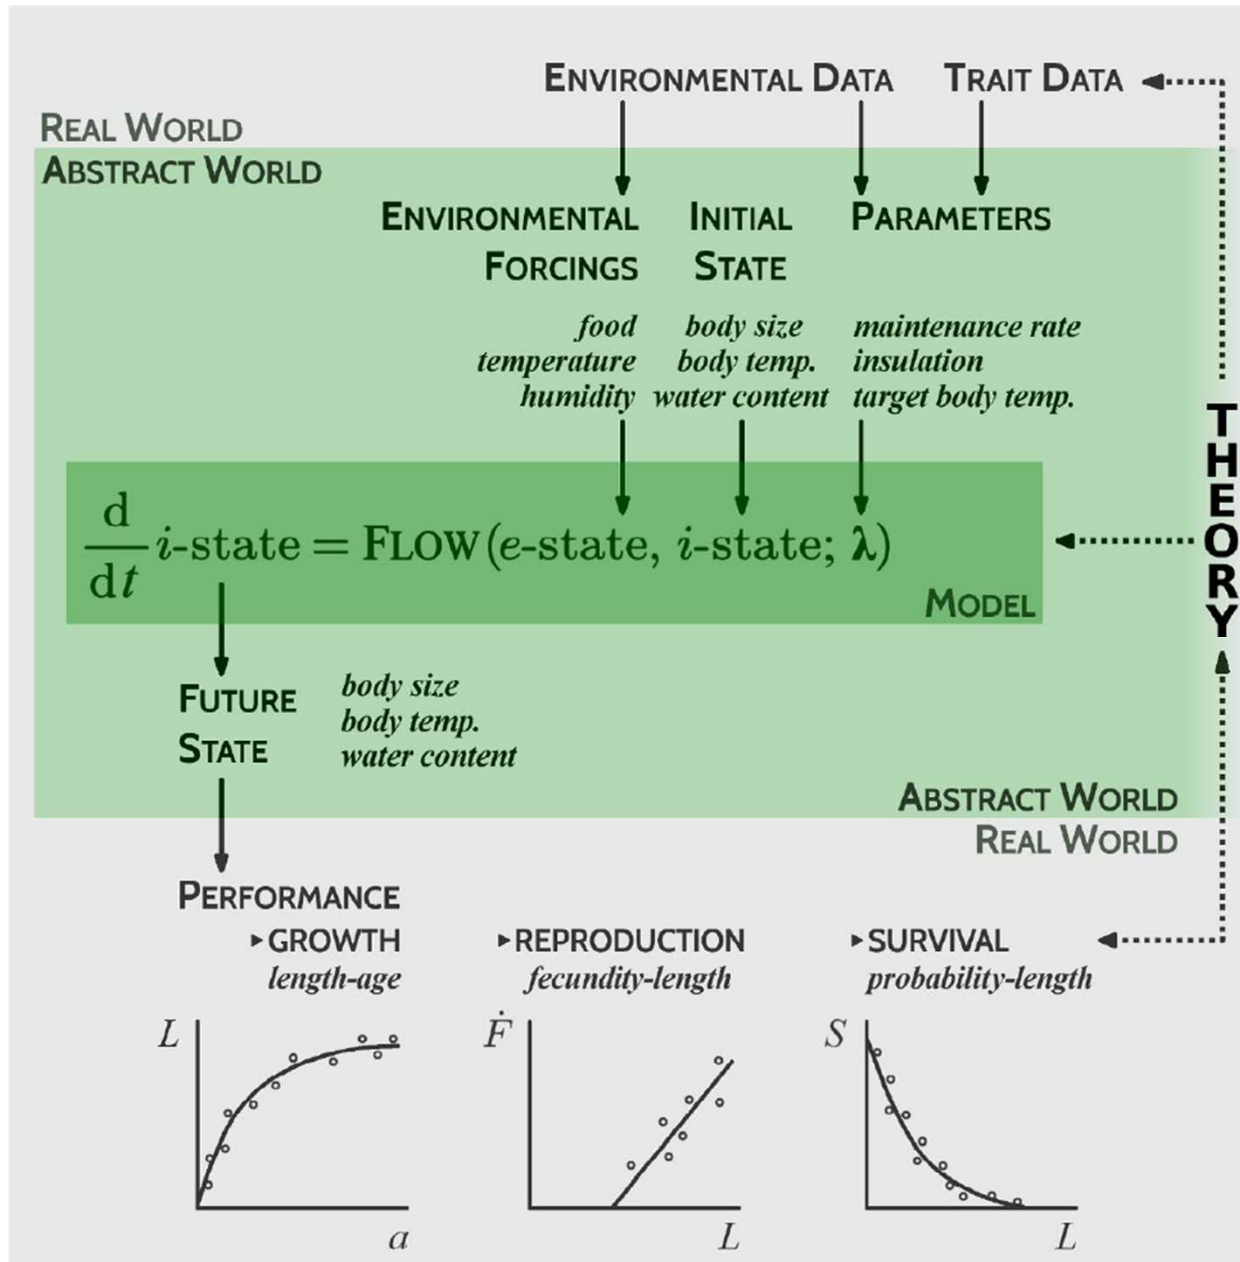 ENVIRONMENTAL DATA TRAIT DATA
REAL WORLD
ABSTRACT WORLD
ENVIRONMENTAL FORCINGS
INITIAL STATE
PARAMETERS
food
temperature
humidity
body size
body temp.
water content
maintenance rate
insulation
target body temp.
THEORY
d/dt i-state = FLOW(e-state, i-state; λ)
MODEL
FUTURE STATE
body size
body temp.
water content
ABSTRACT WORLD
REAL WORLD
PERFORMANCE
▸GROWTH
length-age
▸REPRODUCTION
fecundity-length
▸SURVIVAL
probability-length
L
a
Ḟ
L
S
L